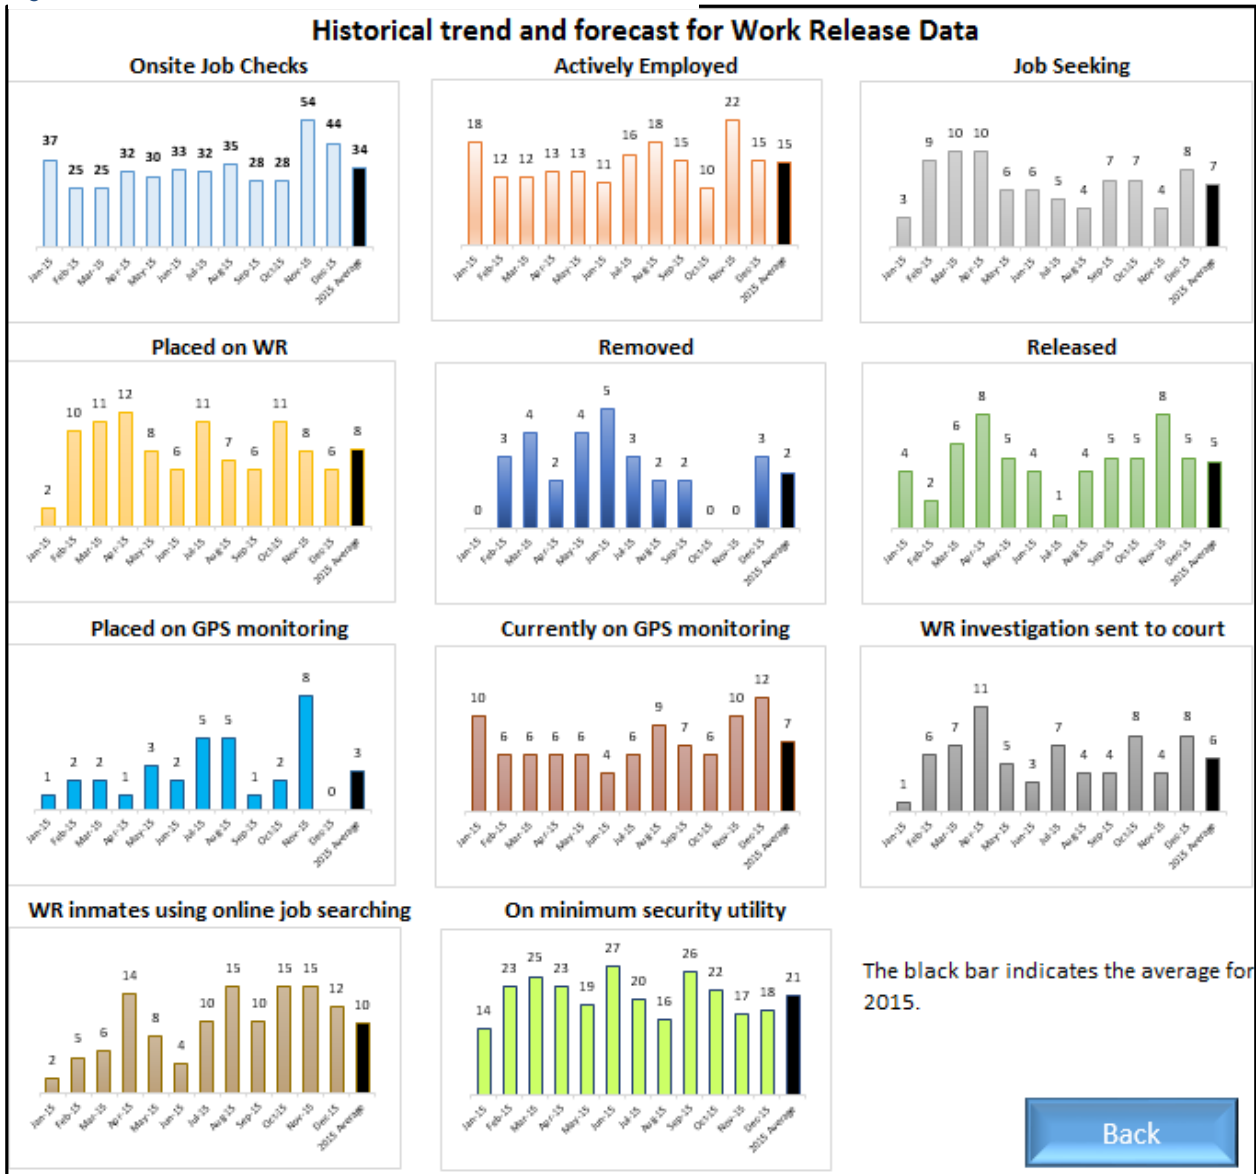 Historical trend and forecast for Work Release Data
Onsite Job Checks
37 25 25 32 30 33 32 35 28 28 54 44 34
Jan-15 Feb-15 Mar-15 Apr-15 May-15 Jun-15 Jul-15 Aug-15 Sep-15 Oct-15 Nov-15 Dec-15 2015 Average
Actively Employed
18 12 12 13 13 11 16 18 15 10 22 15 15
Jan-15 Feb-15 Mar-15 Apr-15 May-15 Jun-15 Jul-15 Aug-15 Sep-15 Oct-15 Nov-15 Dec-15 2015 Average
Job Seeking
3 9 10 10 6 6 5 4 7 7 4 8 7
Jan-15 Feb-15 Mar-15 Apr-15 May-15 Jun-15 Jul-15 Aug-15 Sep-15 Oct-15 Nov-15 Dec-15 2015 Average
Placed on WR
2 10 11 12 8 6 11 7 6 11 8 6 8
Jan-15 Feb-15 Mar-15 Apr-15 May-15 Jun-15 Jul-15 Aug-15 Sep-15 Oct-15 Nov-15 Dec-15 2015 Average
Removed
0 3 4 2 4 5 3 2 2 0 0 3 2
Jan-15 Feb-15 Mar-15 Apr-15 May-15 Jun-15 Jul-15 Aug-15 Sep-15 Oct-15 Nov-15 Dec-15 2015 Average
Released
4 2 6 8 5 4 1 4 5 5 8 5 5
Jan-15 Feb-15 Mar-15 Apr-15 May-15 Jun-15 Jul-15 Aug-15 Sep-15 Oct-15 Nov-15 Dec-15 2015 Average
Placed on GPS monitoring
1 2 2 1 3 2 5 5 1 2 8 0 3
Jan-15 Feb-15 Mar-15 Apr-15 May-15 Jun-15 Jul-15 Aug-15 Sep-15 Oct-15 Nov-15 Dec-15 2015 Average
Currently on GPS monitoring
10 6 6 6 6 4 6 9 7 6 10 12 7
Jan-15 Feb-15 Mar-15 Apr-15 May-15 Jun-15 Jul-15 Aug-15 Sep-15 Oct-15 Nov-15 Dec-15 2015 Average
WR investigation sent to court
1 6 7 11 5 3 7 4 4 8 4 8 6
Jan-15 Feb-15 Mar-15 Apr-15 May-15 Jun-15 Jul-15 Aug-15 Sep-15 Oct-15 Nov-15 Dec-15 2015 Average
WR inmates using online job searching
2 5 6 14 8 4 10 15 10 15 15 12 10
Jan-15 Feb-15 Mar-15 Apr-15 May-15 Jun-15 Jul-15 Aug-15 Sep-15 Oct-15 Nov-15 Dec-15 2015 Average
On minimum security utility
14 23 25 23 19 27 20 16 26 22 17 18 21
Jan-15 Feb-15 Mar-15 Apr-15 May-15 Jun-15 Jul-15 Aug-15 Sep-15 Oct-15 Nov-15 Dec-15 2015 Average
The black bar indicates the average for
2015.
Back